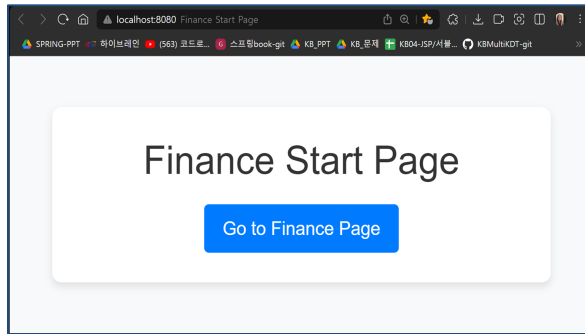 localhost:8080 Finance Start Page
SPRING-PPT 하이브레인 (563) 코드로... 스프링book-git KB_PPT KB_문제 KB04-JSP/서블... KBMultiKDT-git »
Finance Start Page
Go to Finance Page